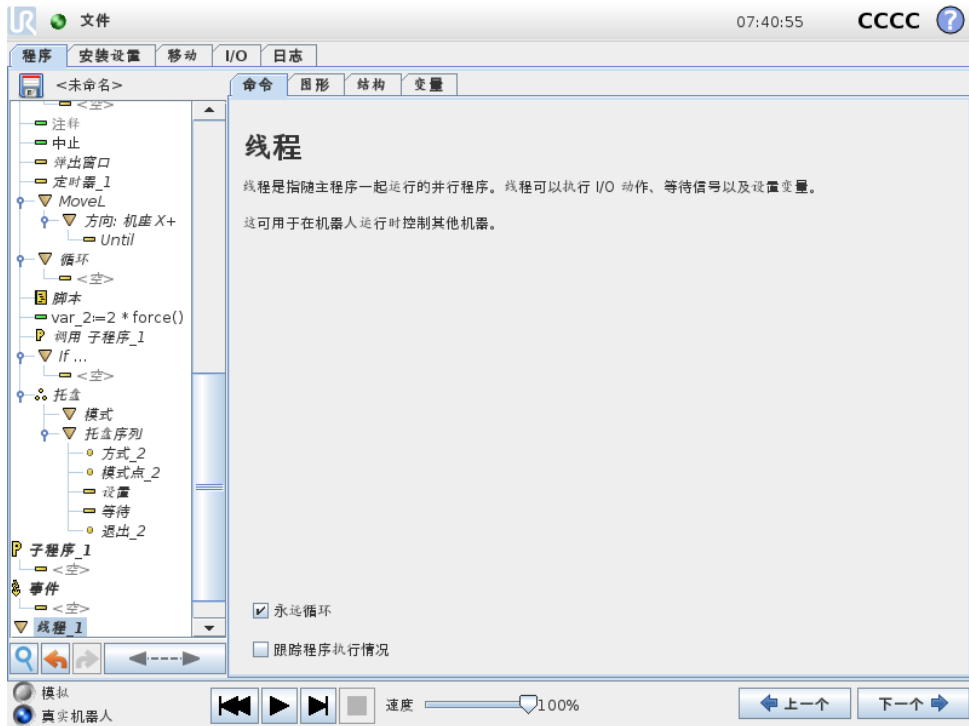 UR 文件 07:40:55 CCCC ?
程序 安装设置 移动 I/O 日志
<未命名>
命令 图形 结构 变量
<空>
注释
中止
弹出窗口
定时器_1
MoveL
方向: 机座 X+
Until
循环
<空>
脚本
var_2:=2 * force()
P 调用 子程序_1
If ...
<空>
托盘
模式
托盘序列
方式_2
模式点_2
设置
等待
退出_2
P 子程序_1
<空>
事件
<空>
线程_1
线程
线程是指随主程序一起运行的并行程序。线程可以执行 I/O 动作、等待信号以及设置变量。
这可用于在机器人运行时控制其他机器。
永远循环
跟踪程序执行情况
模拟
真实机器人
速度 100%
上一个 下一个